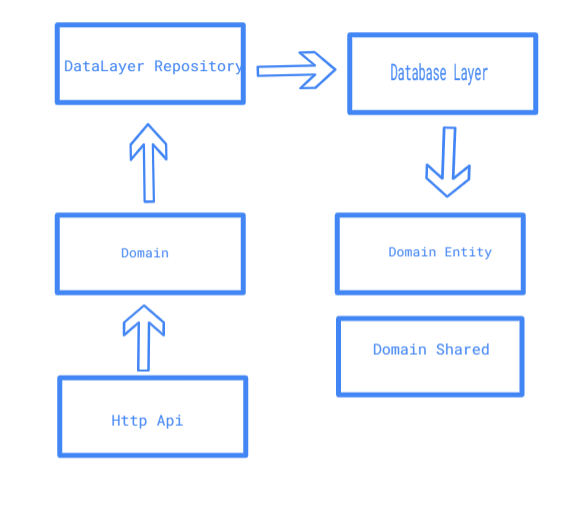 DataLayer Repository
Database Layer
Domain
Domain Entity
Domain Shared
Http Api